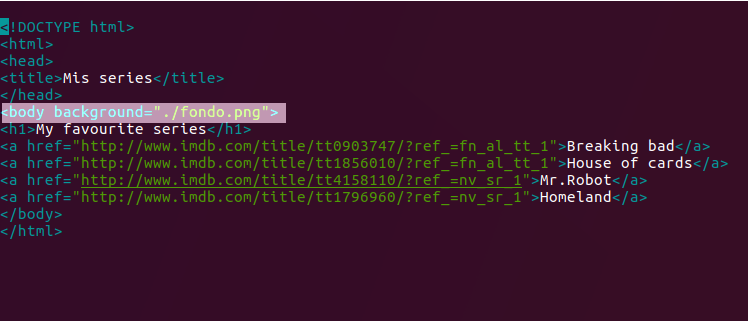 <!DOCTYPE html>
<html>
<head>
<title>Mis series</title>
</head>
<body background="./fondo.png">
<h1>My favourite series</h1>
<a href="http://www.imdb.com/title/tt0903747/?ref_=fn_al_tt_1">Breaking bad</a>
<a href="http://www.imdb.com/title/tt1856010/?ref_=fn_al_tt_1">House of cards</a>
<a href="http://www.imdb.com/title/tt4158110/?ref_=nv_sr_1">Mr.Robot</a>
<a href="http://www.imdb.com/title/tt1796960/?ref_=nv_sr_1">Homeland</a>
</body>
</html>